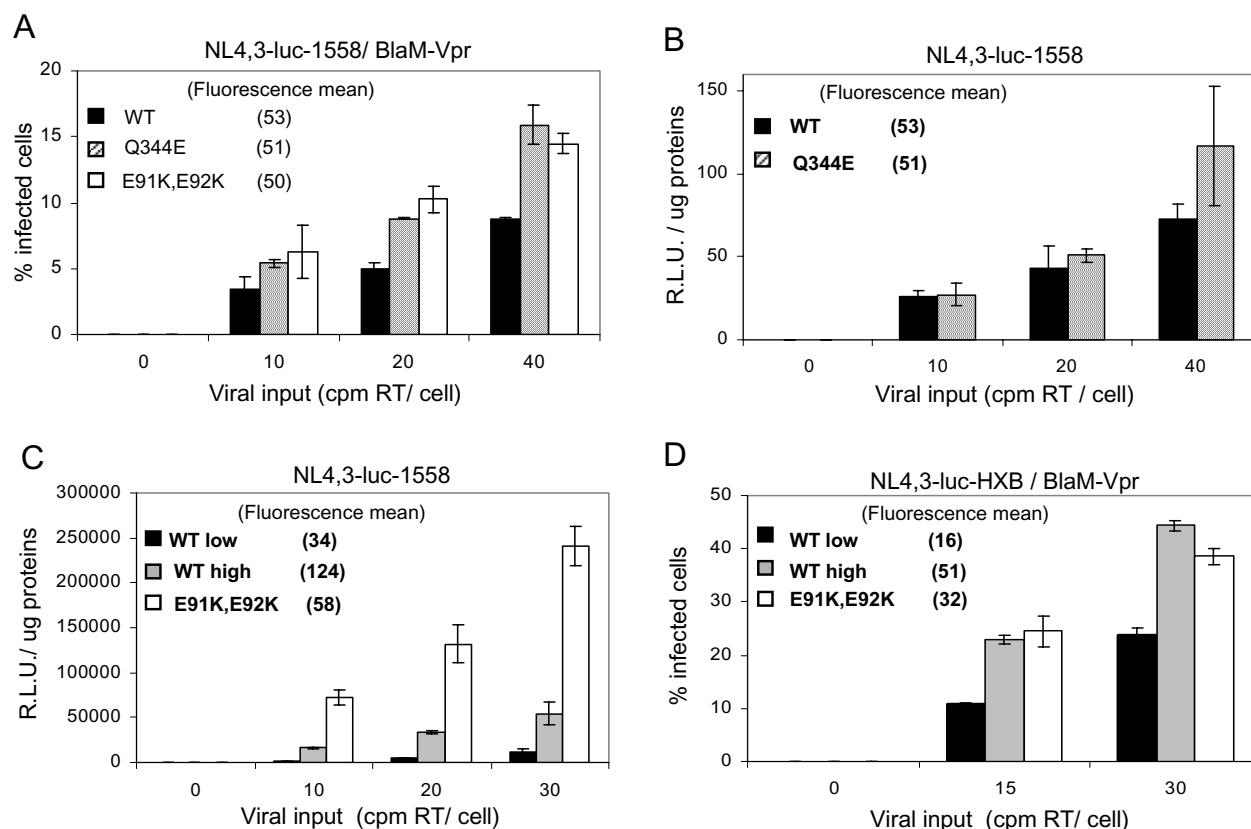 A
NL4,3-luc-1558/ BlaM-Vpr
(Fluorescence mean)
WT (53)
Q344E (51)
E91K,E92K (50)
% infected cells
20
15
10
5
0
0 10 20 40
Viral input (cpm RT/ cell)
B
NL4,3-luc-1558
(Fluorescence mean)
WT (53)
Q344E (51)
R.L.U. / ug proteins
150
100
50
0
0 10 20 40
Viral input (cpm RT / cell)
C
NL4,3-luc-1558
(Fluorescence mean)
WT low (34)
WT high (124)
E91K,E92K (58)
R.L.U./ ug proteins
300000
250000
200000
150000
100000
50000
0
0 10 20 30
Viral input (cpm RT/ cell)
D
NL4,3-luc-HXB / BlaM-Vpr
(Fluorescence mean)
WT low (16)
WT high (51)
E91K,E92K (32)
% infected cells
50
40
30
20
10
0
0 15 30
Viral input (cpm RT/ cell)